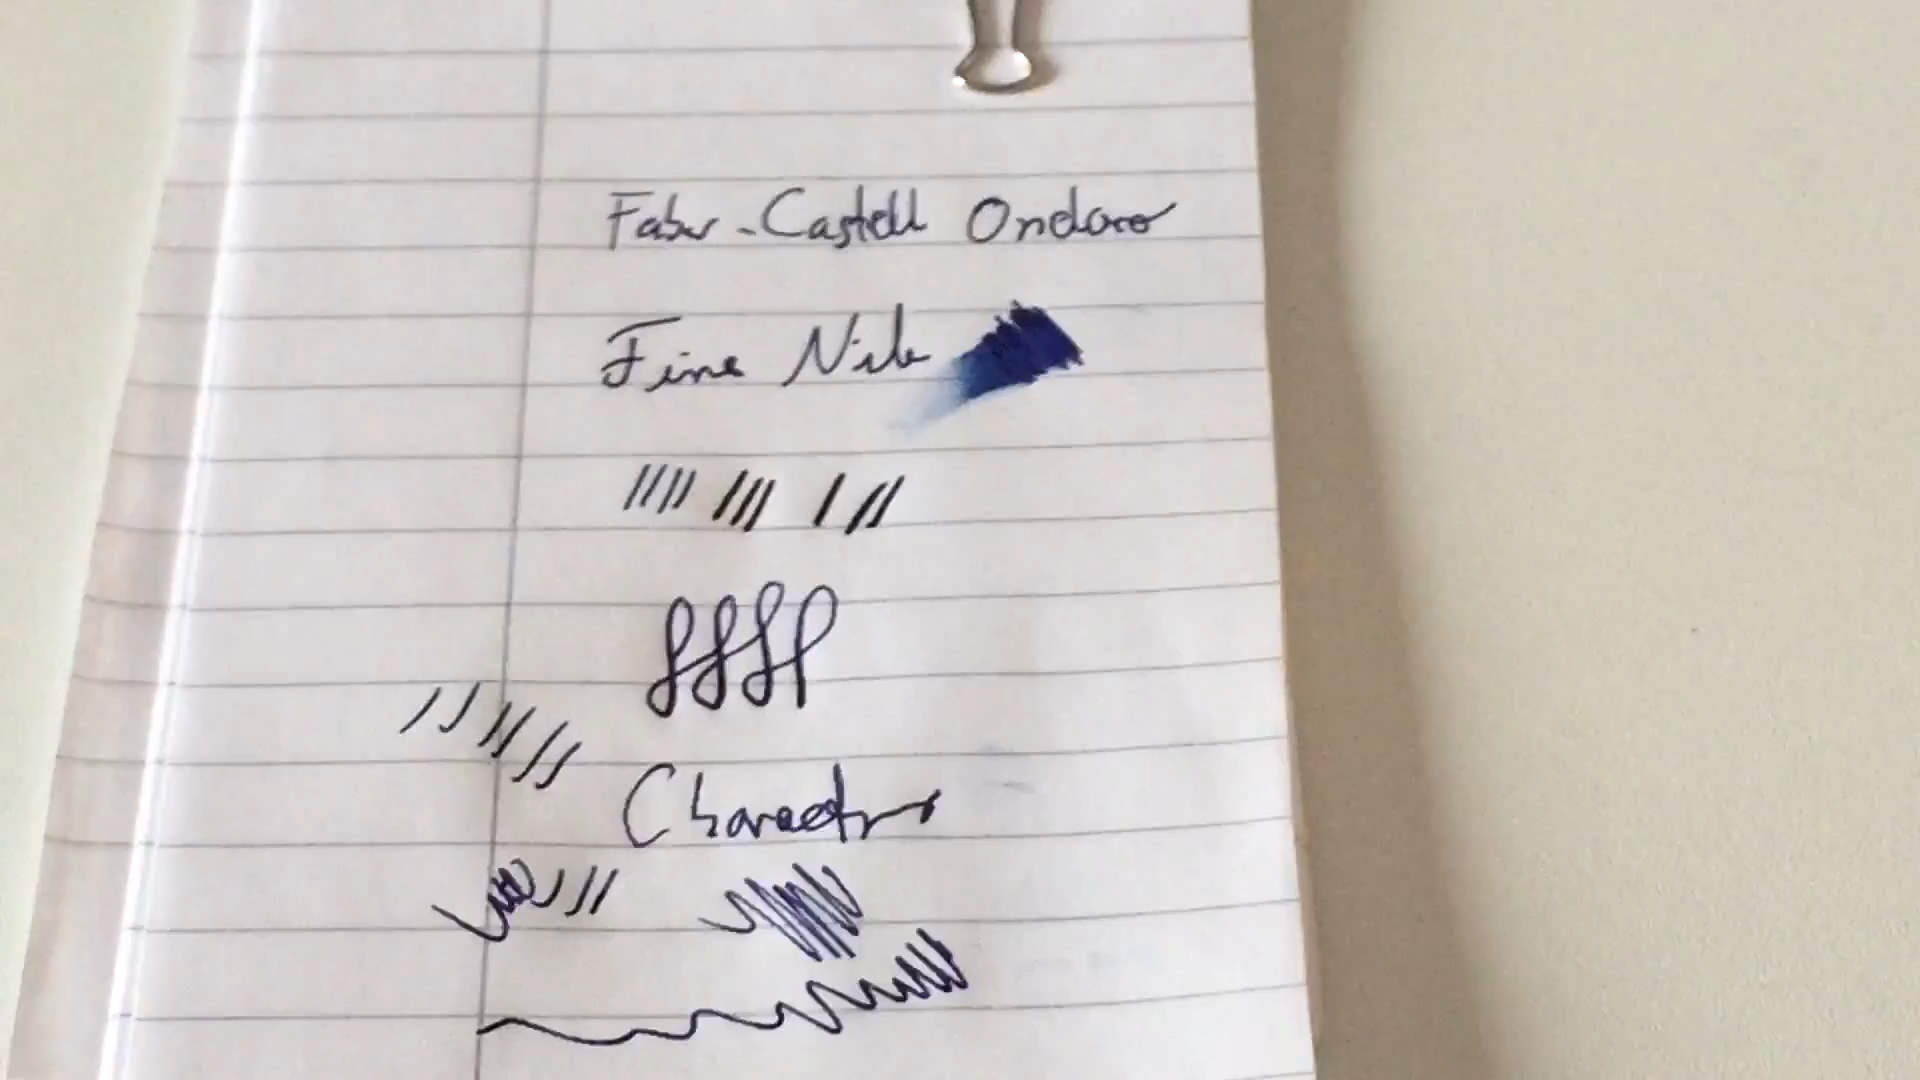 Faber-Castell Ondoro
Fine Nib
Character